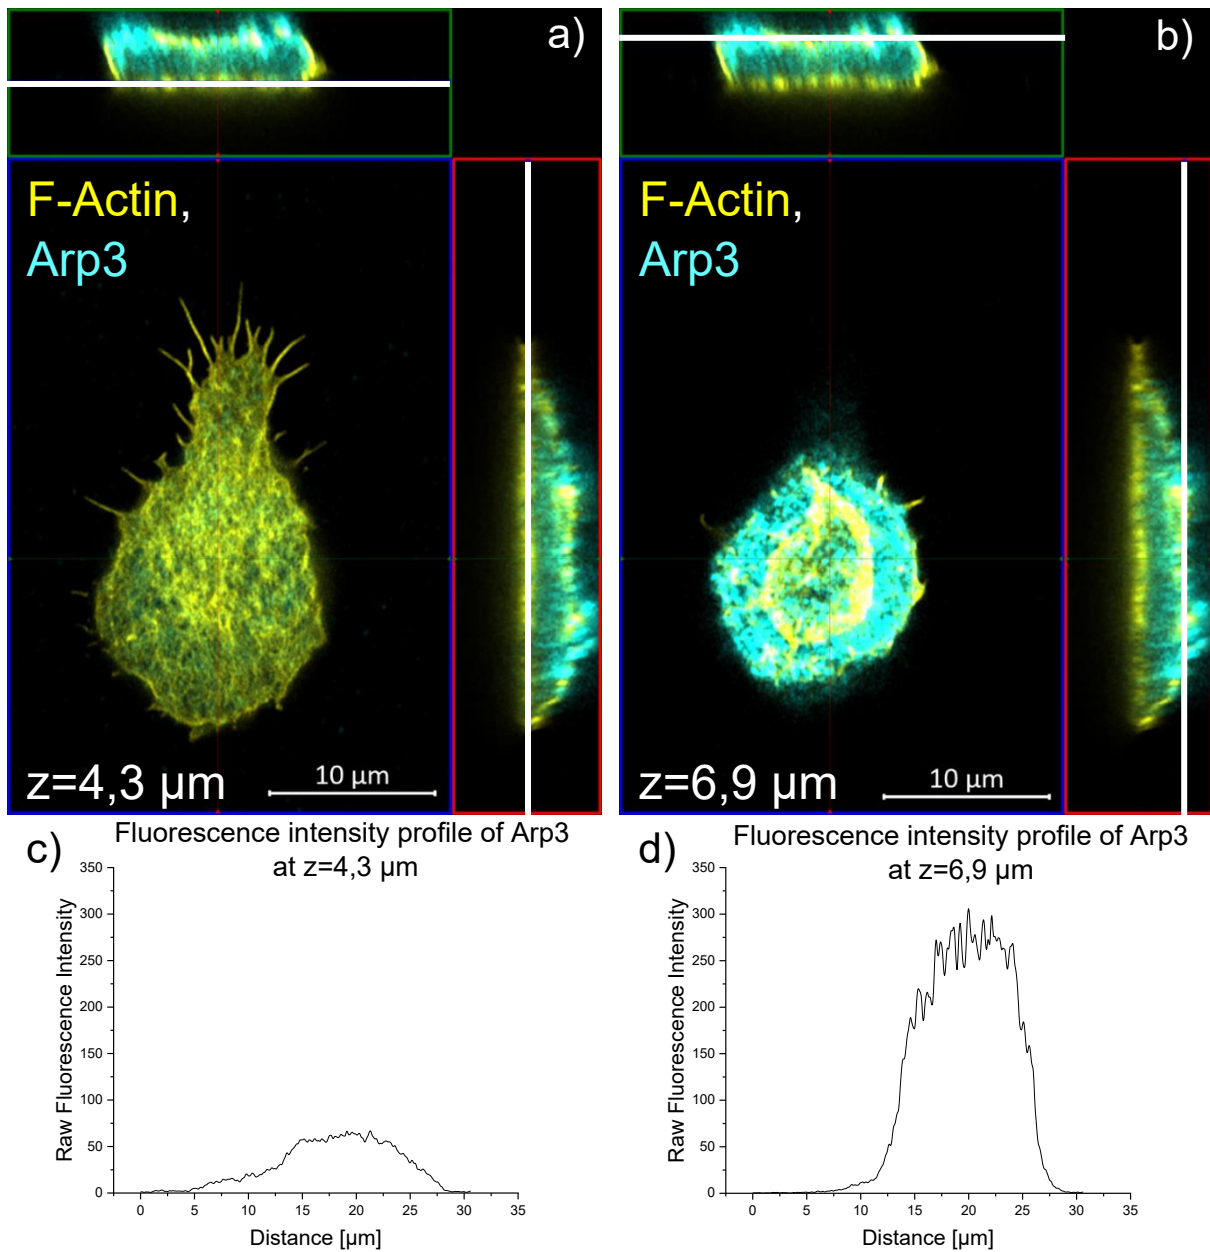 a)
F-Actin,
Arp3
z=4,3 µm
10 µm
b)
F-Actin,
Arp3
z=6,9 µm
10 µm
c)
Fluorescence intensity profile of Arp3
at z=4,3 µm
Raw Fluorescence Intensity
350
300
250
200
150
100
50
0
0 5 10 15 20 25 30 35
Distance [µm]
d)
Fluorescence intensity profile of Arp3
at z=6,9 µm
Raw Fluorescence Intensity
350
300
250
200
150
100
50
0
0 5 10 15 20 25 30 35
Distance [µm]